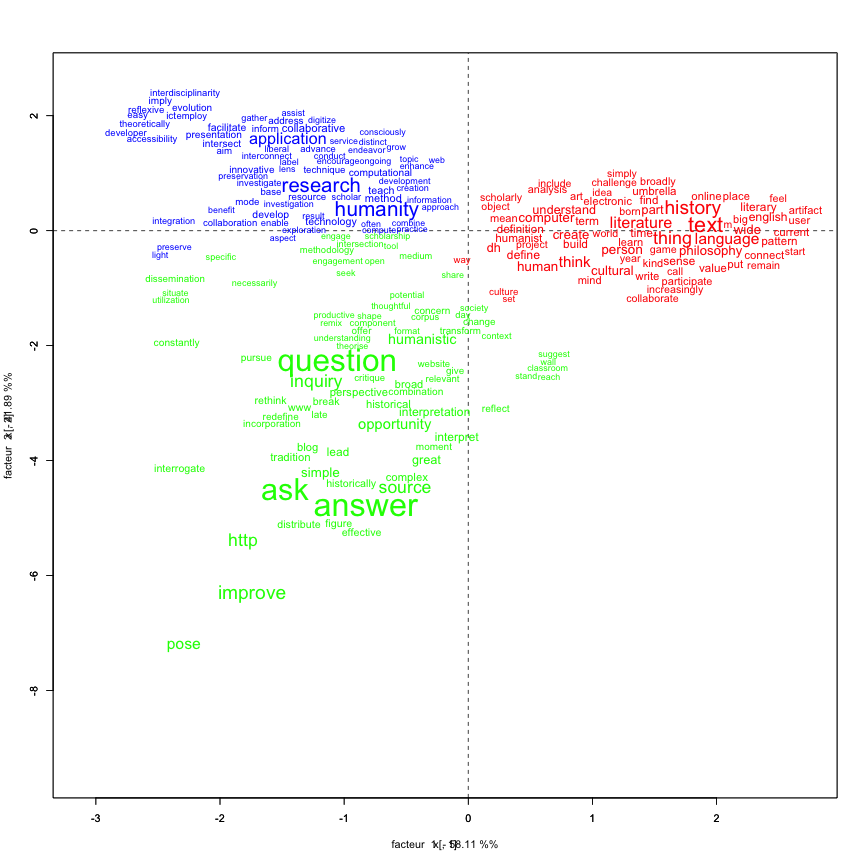 interdisciplinarity
imply
reflexive evolution
easy ictemploy
theoretically
developer
accessibility
gather assist
address digitize
facilitate
inform collaborative
presentation
intersect application service distinct
consciously
aim liberal advance endeavor grow
interconnect conduct
label encourage ongoing topic web
innovative lens technique computational enhance
preservation
investigate research development
base teach creation
resource scholar method information
mode investigation humanity approach
benefit develop result
integration collaboration enable technology often combine
exploration compute practice
aspect
preserve
light
simply
include challenge broadly
scholarly analysis art idea umbrella
electronic find online place feel
object understand born part history literary artifact
mean computer term literature text m big english user
definition create world time wide current
humanist thing language pattern
dh project build learn
define person game philosophy connect start
year kind sense
way human think cultural call value put remain
mind write participate
culture increasingly
set collaborate
engage scholarship
intersection tool
methodology
specific engagement open medium
seek share
dissemination necessarily
situate potential
utilization
thoughtful concern society
productive shape corpus day
remix component change
offer format transform
constantly understanding humanistic context
theorise
pursue question website suggest
wall
give classroom
inquiry critique relevant stand reach
broad
perspective combination
rethink break historical
www interpretation reflect
redefine late
incorporation opportunity
interpret
blog lead moment
tradition great
interrogate simple complex
ask historically source
answer
distribute figure
effective
http
improve
pose
2
0
-2
-4
-6
-8
-3 -2 -1 0 1 2